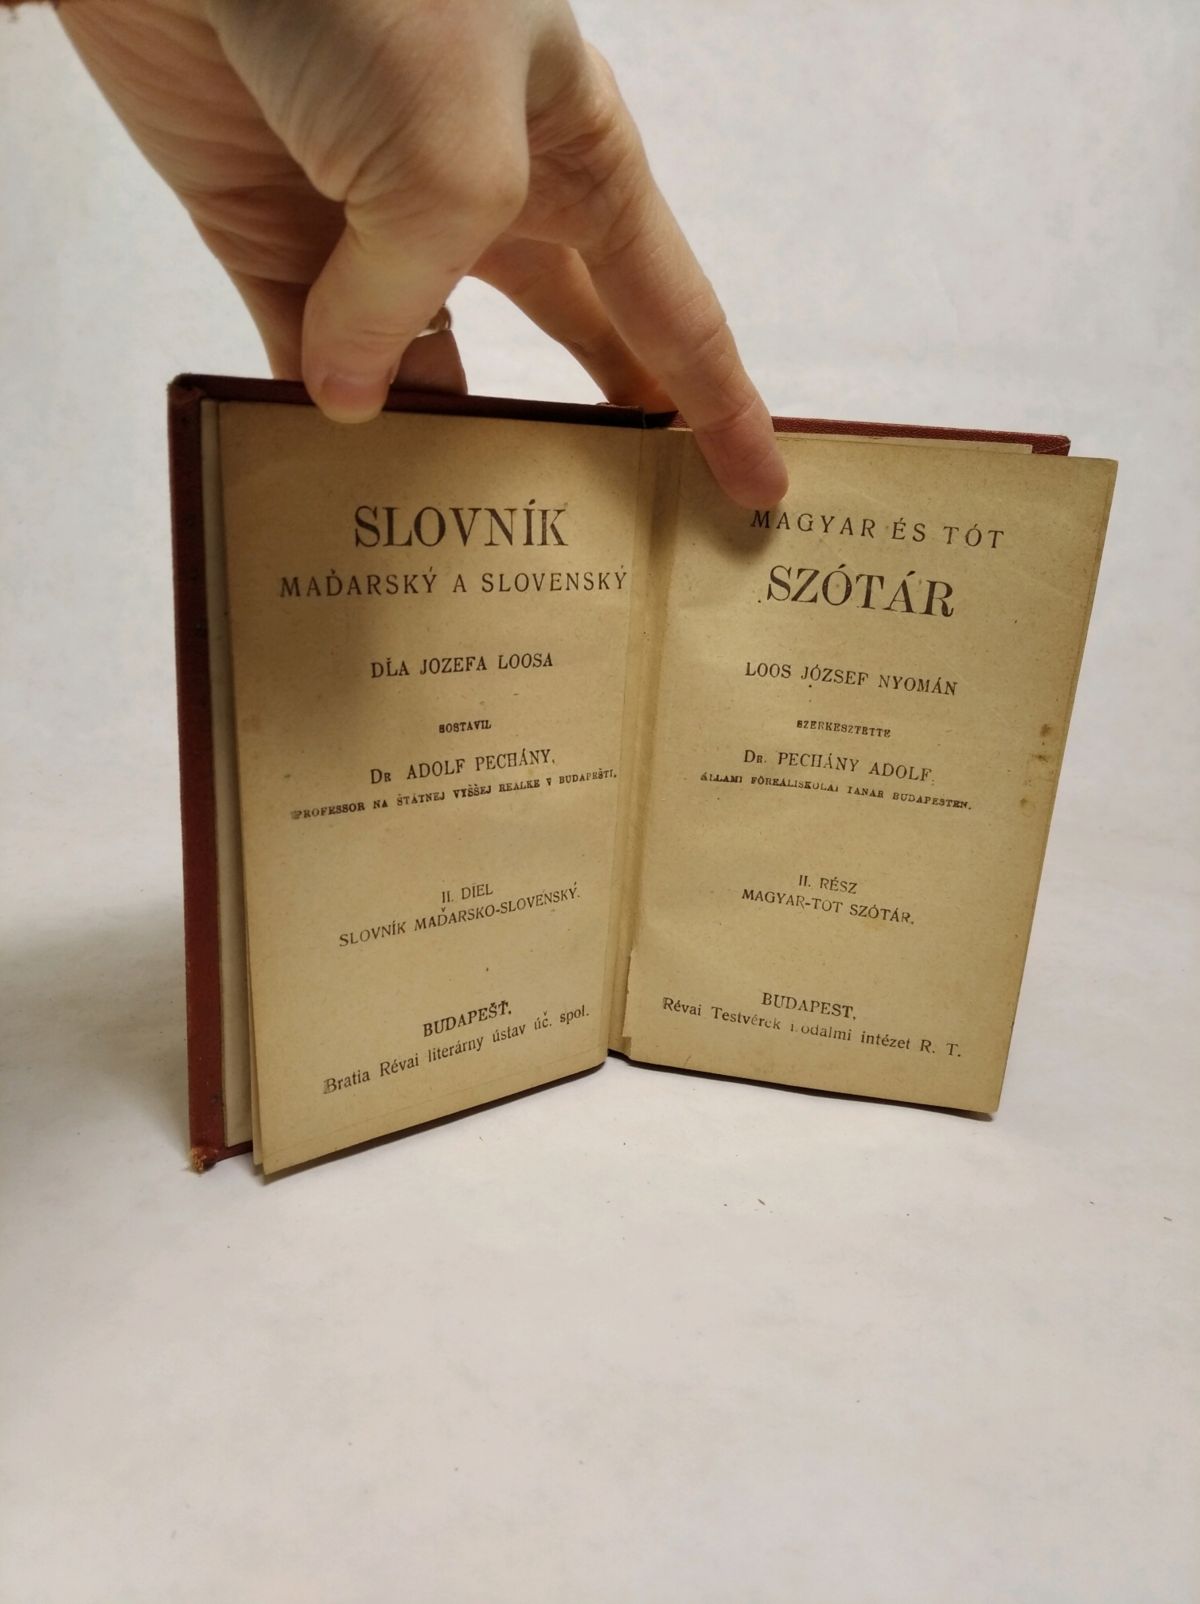 SLOVNÍK
MAĎARSKÝ A SLOVENSKÝ
DĽA JOZEFA LOOSA
SOSTAVIL
DR ADOLF PECHÁNY,
PROFESSOR NA ŠTÁTNEJ VYŠŠEJ REALKE V BUDAPEŠTI.
II. DIEL
SLOVNÍK MAĎARSKO-SLOVENSKÝ.
BUDAPEŠŤ.
Bratia Révai literárny ústav úč. spol.
MAGYAR ÉS TÓT
SZÓTÁR
LOOS JÓZSEF NYOMÁN
SZERKESZTETTE
DR. PECHÁNY ADOLF.
ÁLLAMI FŐREÁLISKOLAI TANÁR BUDAPESTEN.
II. RÉSZ
MAGYAR-TOT SZÓTÁR.
BUDAPEST,
Révai Testvérek Irodalmi intézet R. T.